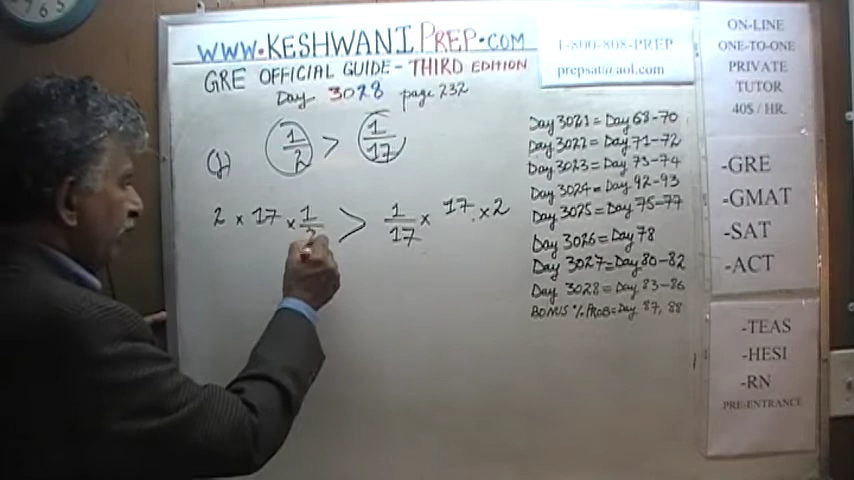 WWW.KESHWANIPREP.COM
GRE OFFICIAL GUIDE - THIRD EDITION
Day 3028 page 232
1/2 > 1/17
2 × 17 × 1/2 > 1/17 × 17 × 2
1-800-808-PREP
prepsat@aol.com
Day 3021 = Day 68-70
Day 3022 = Day 71-72
Day 3023 = Day 73-74
Day 3024 = Day 92-93
Day 3025 = Day 75-77
Day 3026 = Day 78
Day 3027 = Day 80-82
Day 3028 = Day 83-86
BONUS % PROB = Day 87, 88
ON-LINE
ONE-TO-ONE
PRIVATE
TUTOR
40$ / HR.
-GRE
-GMAT
-SAT
-ACT
-TEAS
-HESI
-RN
PRE-ENTRANCE